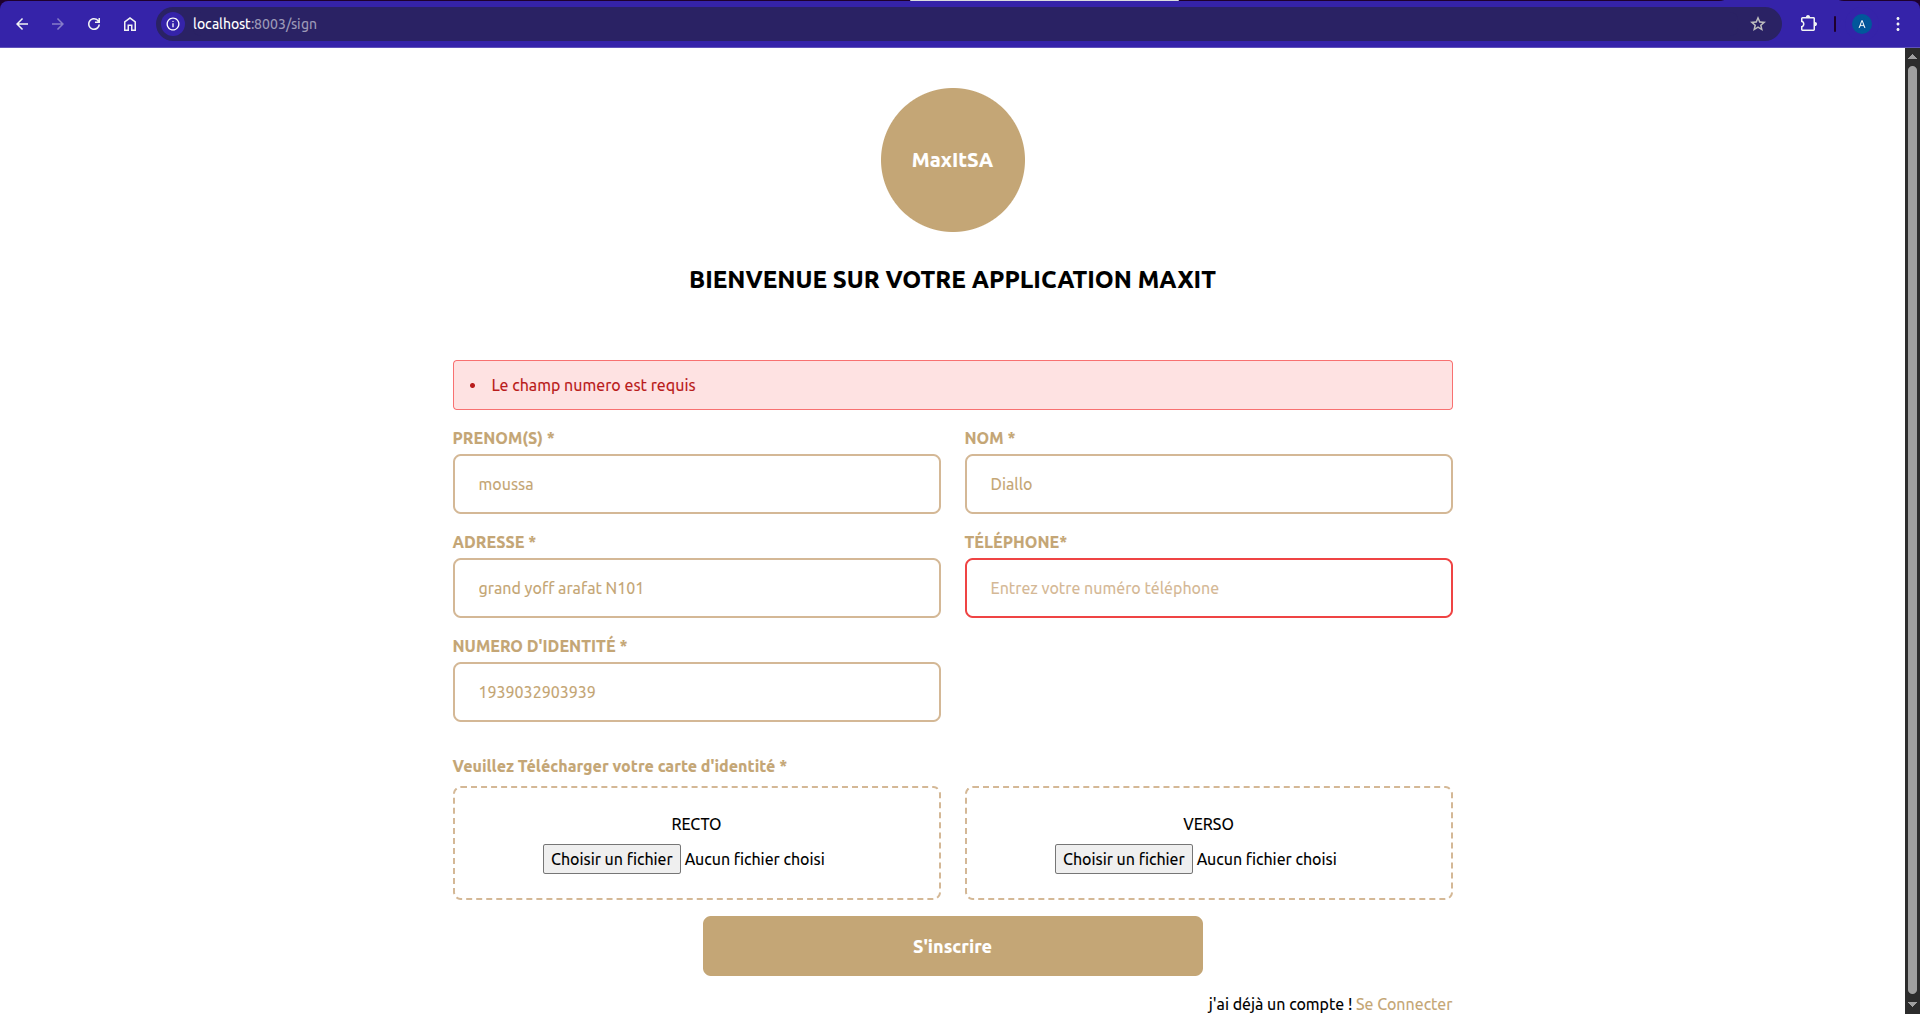 localhost:8003/sign
A
MaxItSA
BIENVENUE SUR VOTRE APPLICATION MAXIT
• Le champ numero est requis
PRENOM(S) *
NOM *
moussa
Diallo
ADRESSE *
TÉLÉPHONE*
grand yoff arafat N101
Entrez votre numéro téléphone
NUMERO D'IDENTITÉ *
1939032903939
Veuillez Télécharger votre carte d'identité *
RECTO
Choisir un fichier Aucun fichier choisi
VERSO
Choisir un fichier Aucun fichier choisi
S'inscrire
j'ai déjà un compte ! Se Connecter